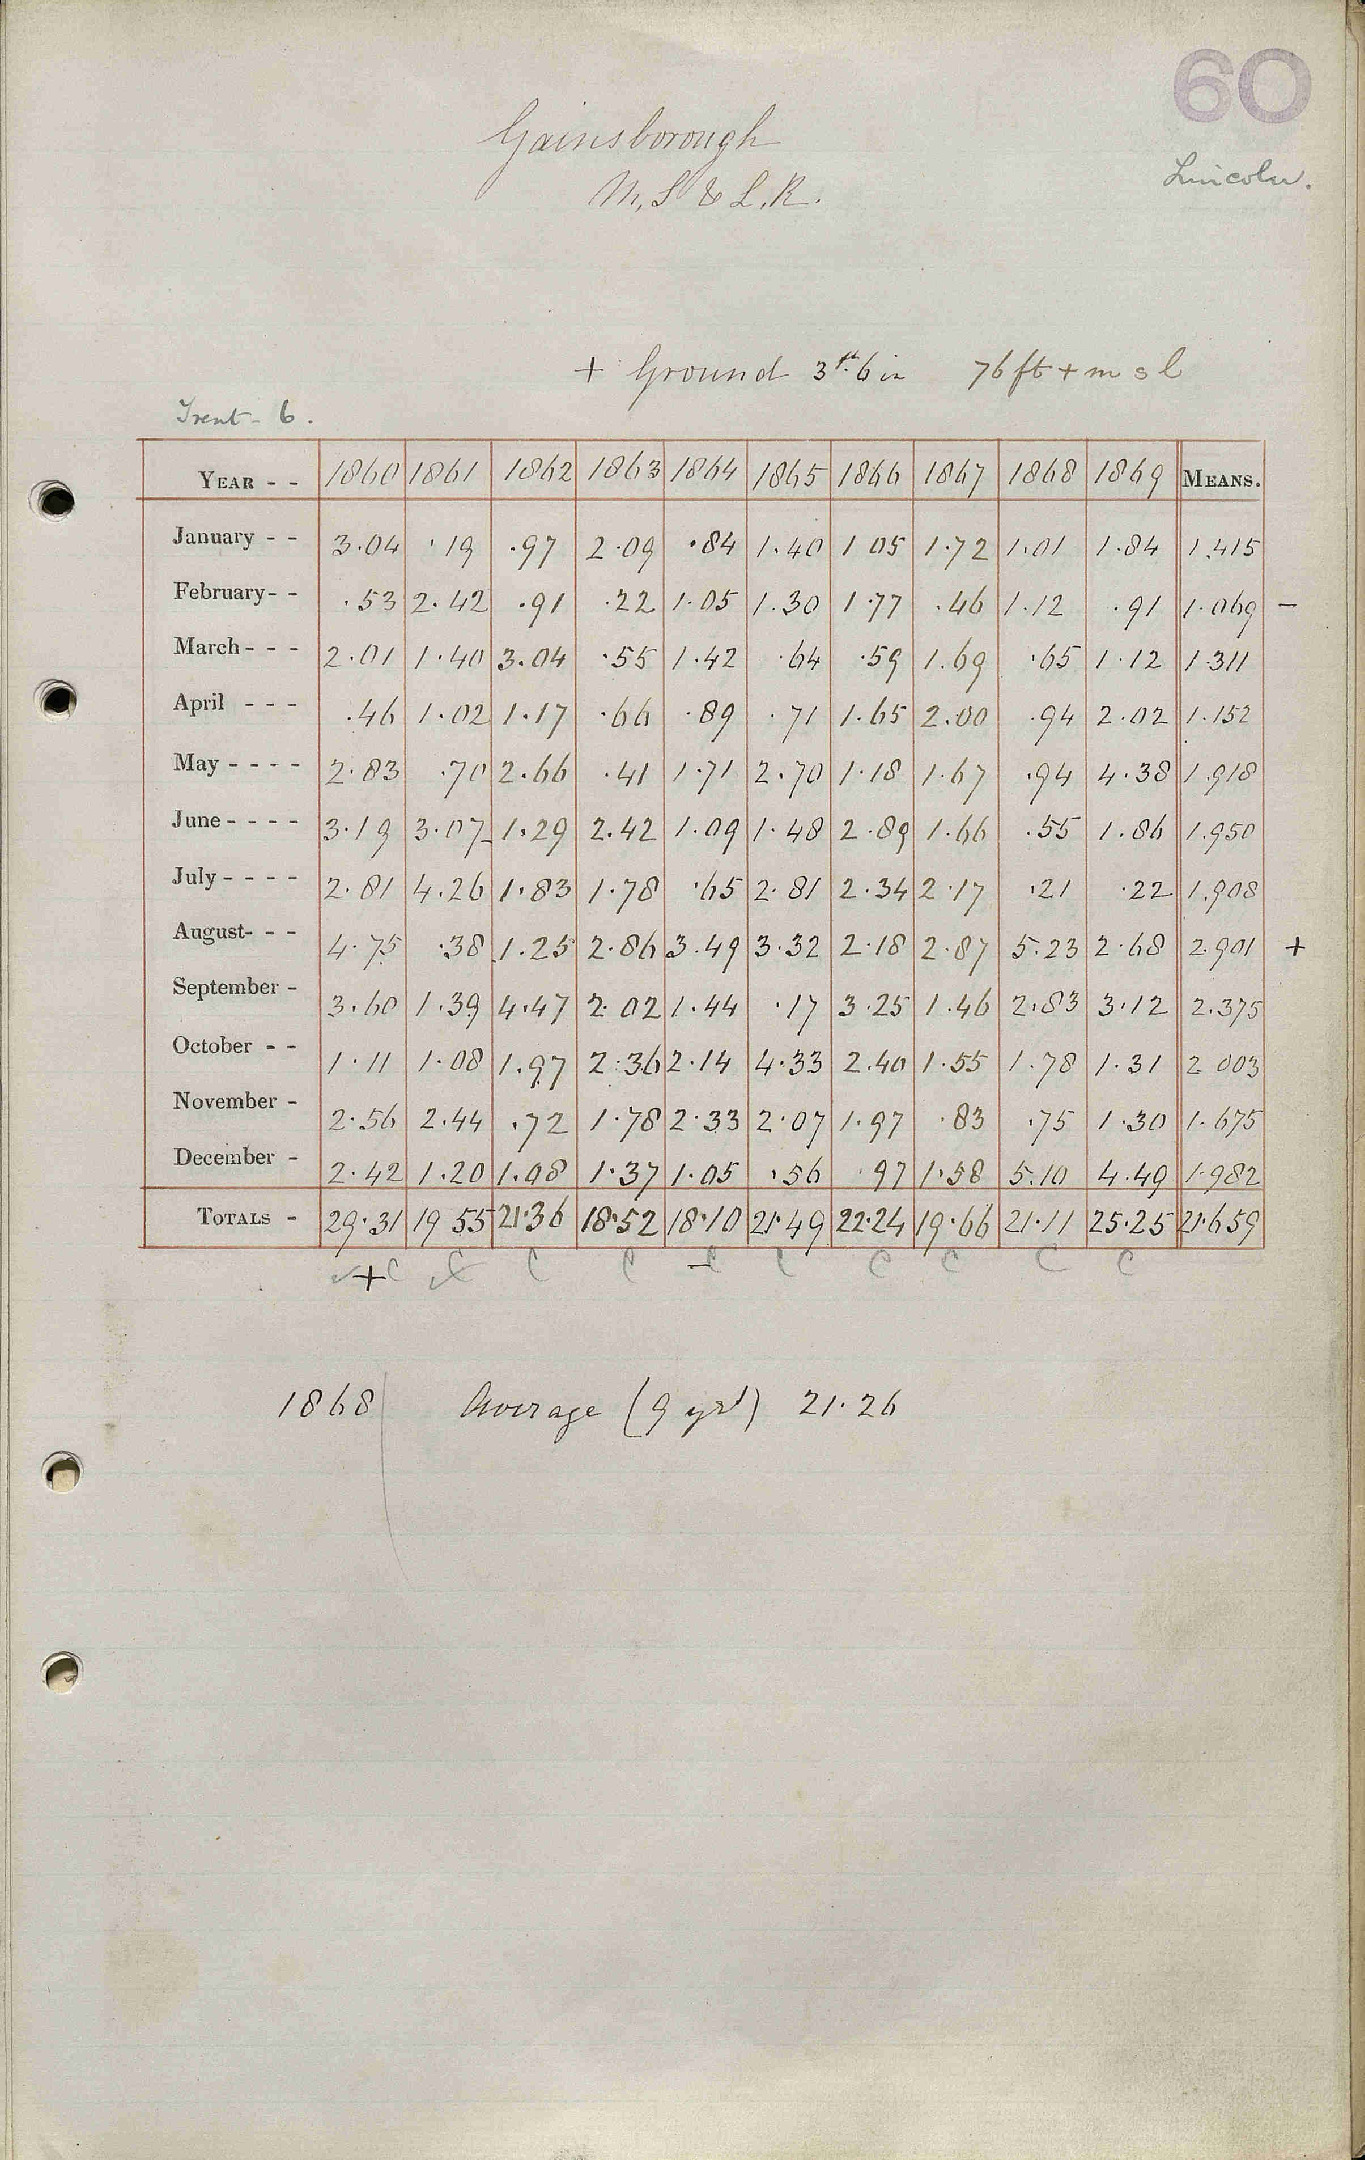 60
Gainsborough
Lincoln.
M. S & L. R.
+ Ground 3ft. 6 in 76 ft + m s l
Trent - 6.
YEAR - - 1860 1861 1862 1863 1864 1865 1866 1867 1868 1869 MEANS.
January - - 3.04 .19 .97 2.09 .84 1.40 1 05 1.72 1.01 1.84 1.415
February - - .53 2.42 .91 .22 1.05 1.30 1.77 .46 1.12 .91 1.069 -
March - - - 2.01 1.40 3.04 .55 1.42 .64 .59 1.69 .65 1.12 1.311
April - - - .46 1.02 1.17 .66 .89 .71 1.65 2.00 .94 2.02 1.152
May - - - - 2.83 .70 2.66 .41 1.71 2.70 1.18 1.67 .94 4.38 1.918
June - - - - 3.19 3.07 1.29 2.42 1.09 1.48 2.89 1.66 .55 1.86 1.950
July - - - - 2.81 4.26 1.83 1.78 .65 2.81 2.34 2.17 .21 .22 1.908
August - - - 4.75 .38 1.25 2.86 3.49 3.32 2.18 2.87 5.23 2.68 2.901 +
September - 3.60 1.39 4.47 2.02 1.44 .17 3.25 1.46 2.83 3.12 2.375
October - - 1.11 1.08 1.97 2.36 2.14 4.33 2.40 1.55 1.78 1.31 2 003
November - 2.56 2.44 .72 1.78 2.33 2.07 1.97 .83 .75 1.30 1.675
December - 2.42 1.20 1.08 1.37 1.05 .56 .97 1.58 5.10 4.49 1.982
TOTALS - 29.31 19 55 21.36 18.52 18.10 21.49 22.24 19.66 21.11 25.25 21.659
+ C C C - C C C C C C
1868 Average (9 yrs) 21.26